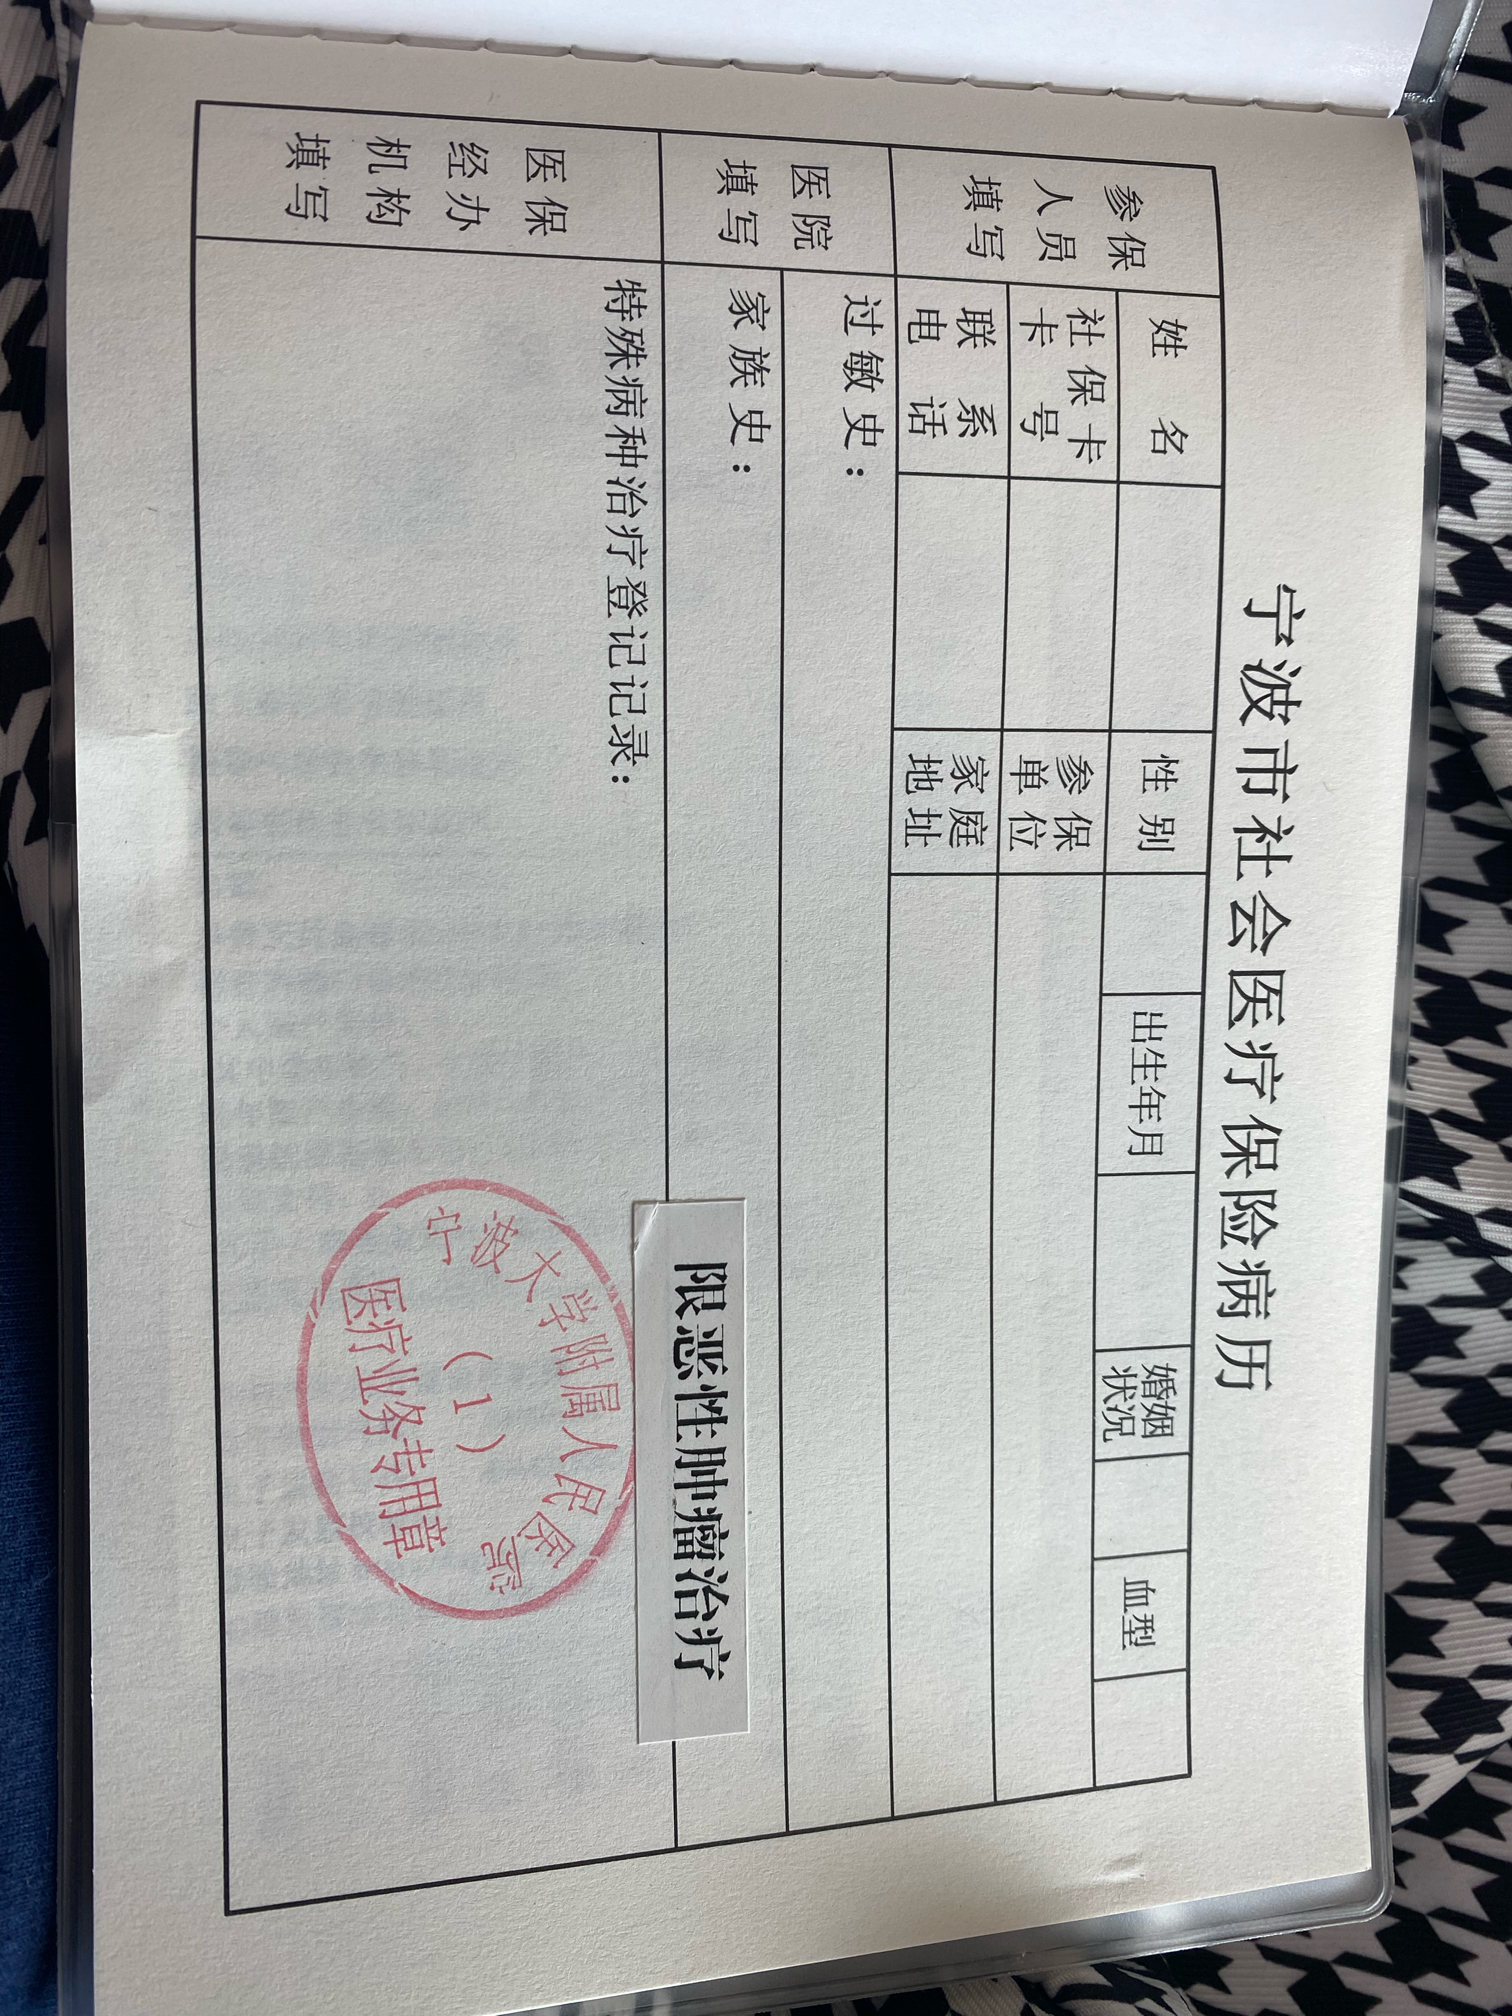 宁波市社会医疗保险病历
参保
人员
填写
姓名
性别
出生年月
婚姻
状况
血型
社保卡
卡号
参保
单位
联系
电话
家庭
地址
医院
填写
过敏史：
家族史：
限恶性肿瘤治疗
医保
经办
机构
填写
特殊病种治疗登记记录：
宁波大学附属人民医院
（1）
医疗业务专用章